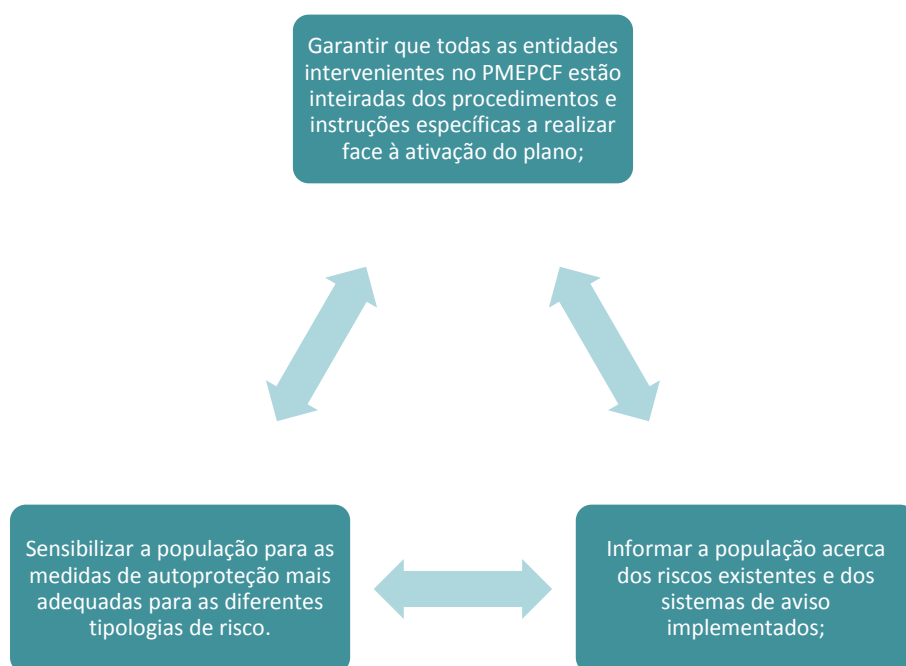 Garantir que todas as entidades
intervenientes no PMEPCF estão
inteiradas dos procedimentos e
instruções específicas a realizar
face à ativação do plano;
Sensibilizar a população para as
medidas de autoproteção mais
adequadas para as diferentes
tipologias de risco.
Informar a população acerca
dos riscos existentes e dos
sistemas de aviso
implementados;